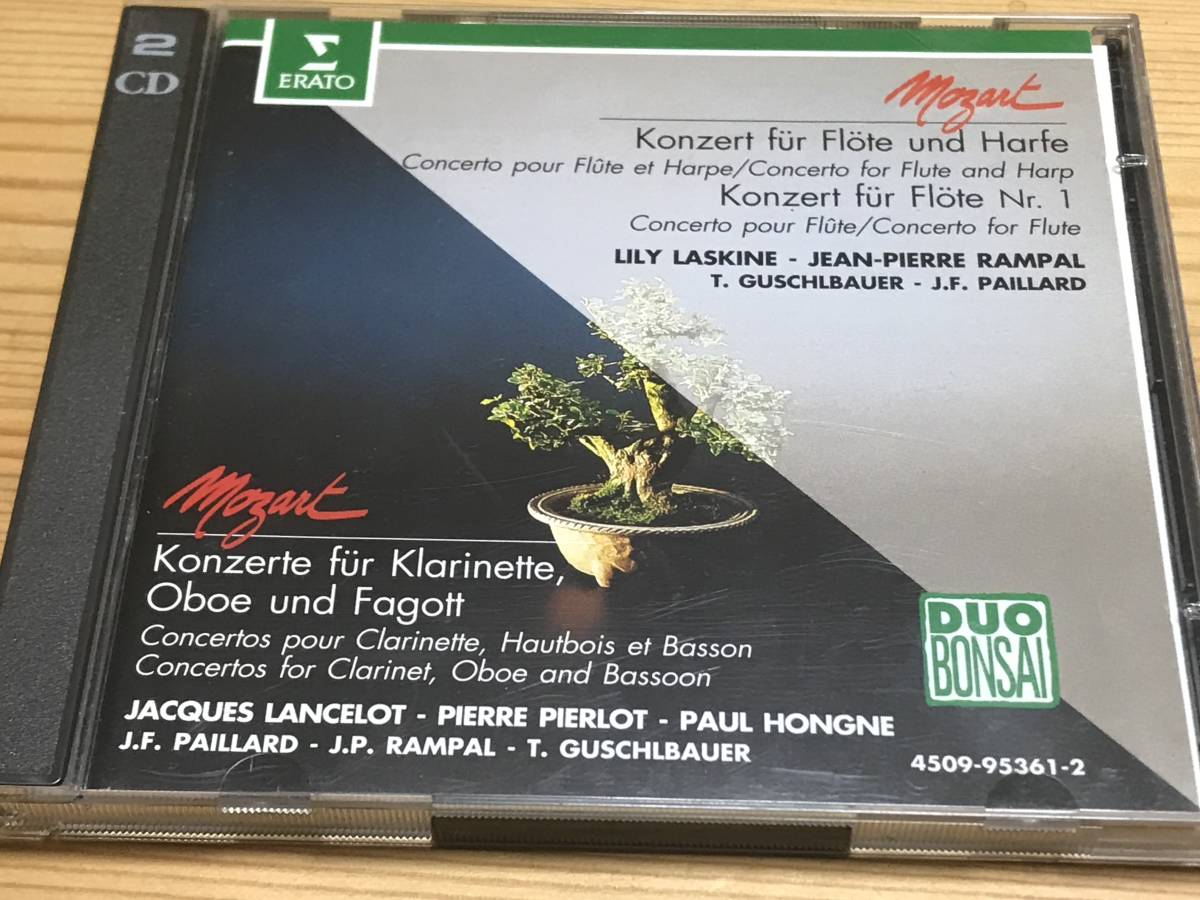 2
CD
ERATO
Mozart
Konzert für Flöte und Harfe
Concerto pour Flûte et Harpe/Concerto for Flute and Harp
Konzert für Flöte Nr. 1
Concerto pour Flûte/Concerto for Flute
LILY LASKINE - JEAN-PIERRE RAMPAL
T. GUSCHLBAUER - J.F. PAILLARD
Mozart
Konzerte für Klarinette,
Oboe und Fagott
Concertos pour Clarinette, Hautbois et Basson
Concertos for Clarinet, Oboe and Bassoon
JACQUES LANCELOT - PIERRE PIERLOT - PAUL HONGNE
J.F. PAILLARD - J.P. RAMPAL - T. GUSCHLBAUER
DUO
BONSAI
4509-95361-2